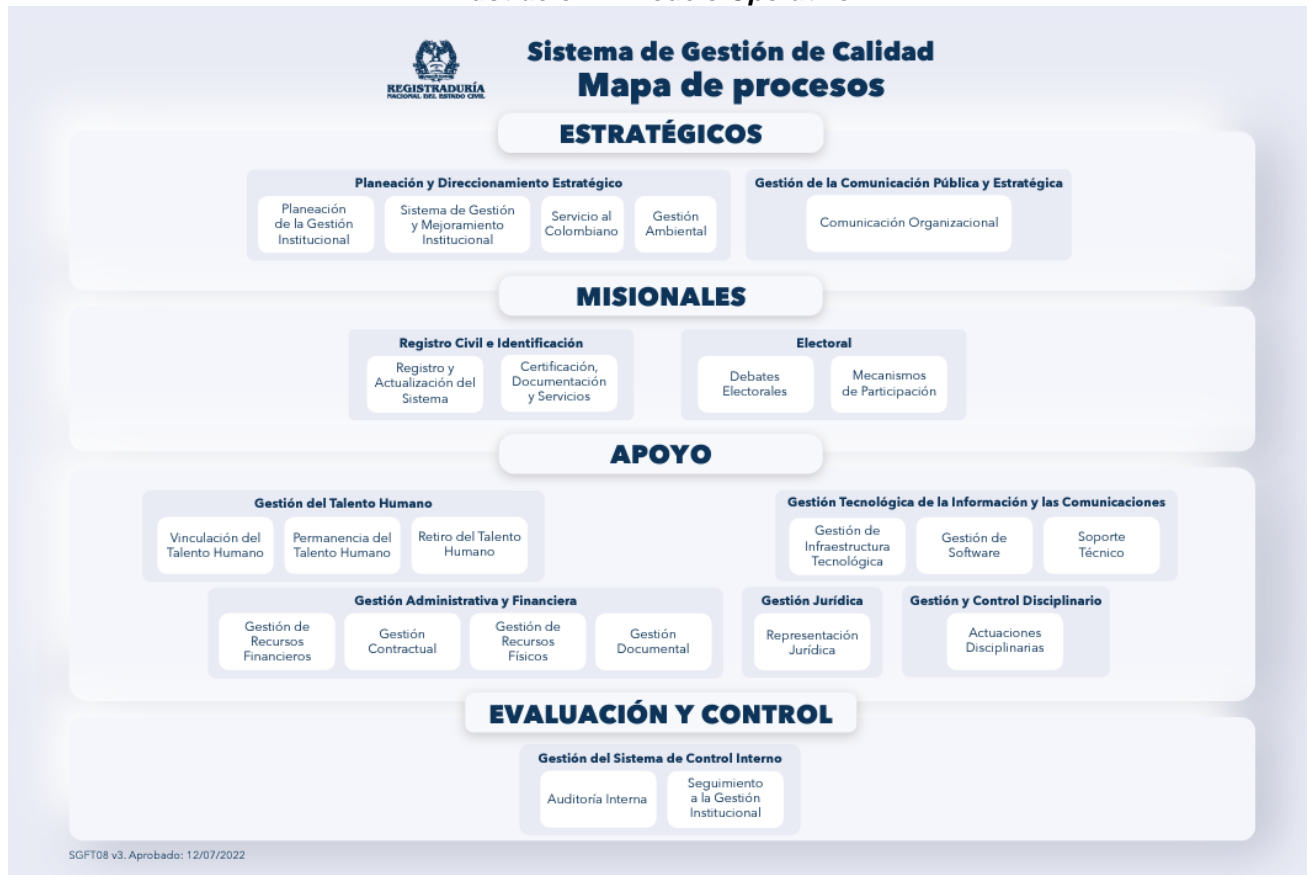 Sistema de Gestión de Calidad
Mapa de procesos
REGISTRADURÍA
NACIONAL DEL ESTADO CIVIL
ESTRATÉGICOS
Planeación y Direccionamiento Estratégico
Planeación
de la Gestión
Institucional
Sistema de Gestión
y Mejoramiento
Institucional
Servicio al
Colombiano
Gestión
Ambiental
Gestión de la Comunicación Pública y Estratégica
Comunicación Organizacional
MISIONALES
Registro Civil e Identificación
Registro y
Actualización del
Sistema
Certificación,
Documentación
y Servicios
Electoral
Debates
Electorales
Mecanismos
de Participación
APOYO
Gestión del Talento Humano
Vinculación del
Talento Humano
Permanencia del
Talento Humano
Retiro del Talento
Humano
Gestión Tecnológica de la Información y las Comunicaciones
Gestión de
Infraestructura
Tecnológica
Gestión de
Software
Soporte
Técnico
Gestión Administrativa y Financiera
Gestión de
Recursos
Financieros
Gestión
Contractual
Gestión de
Recursos
Físicos
Gestión
Documental
Gestión Jurídica
Representación
Jurídica
Gestión y Control Disciplinario
Actuaciones
Disciplinarias
EVALUACIÓN Y CONTROL
Gestión del Sistema de Control Interno
Auditoría Interna
Seguimiento
a la Gestión
Institucional
SGFT08 v3. Aprobado: 12/07/2022